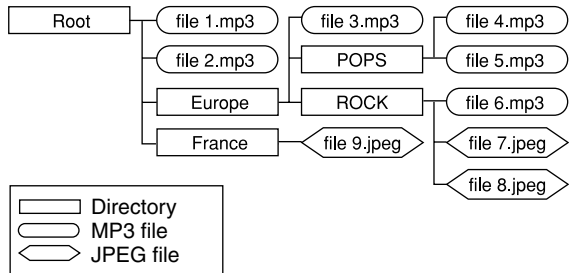 Root file 1.mp3 file 3.mp3 file 4.mp3
file 2.mp3 POPS file 5.mp3
Europe ROCK file 6.mp3
France file 9.jpeg file 7.jpeg
file 8.jpeg
Directory
MP3 file
JPEG file